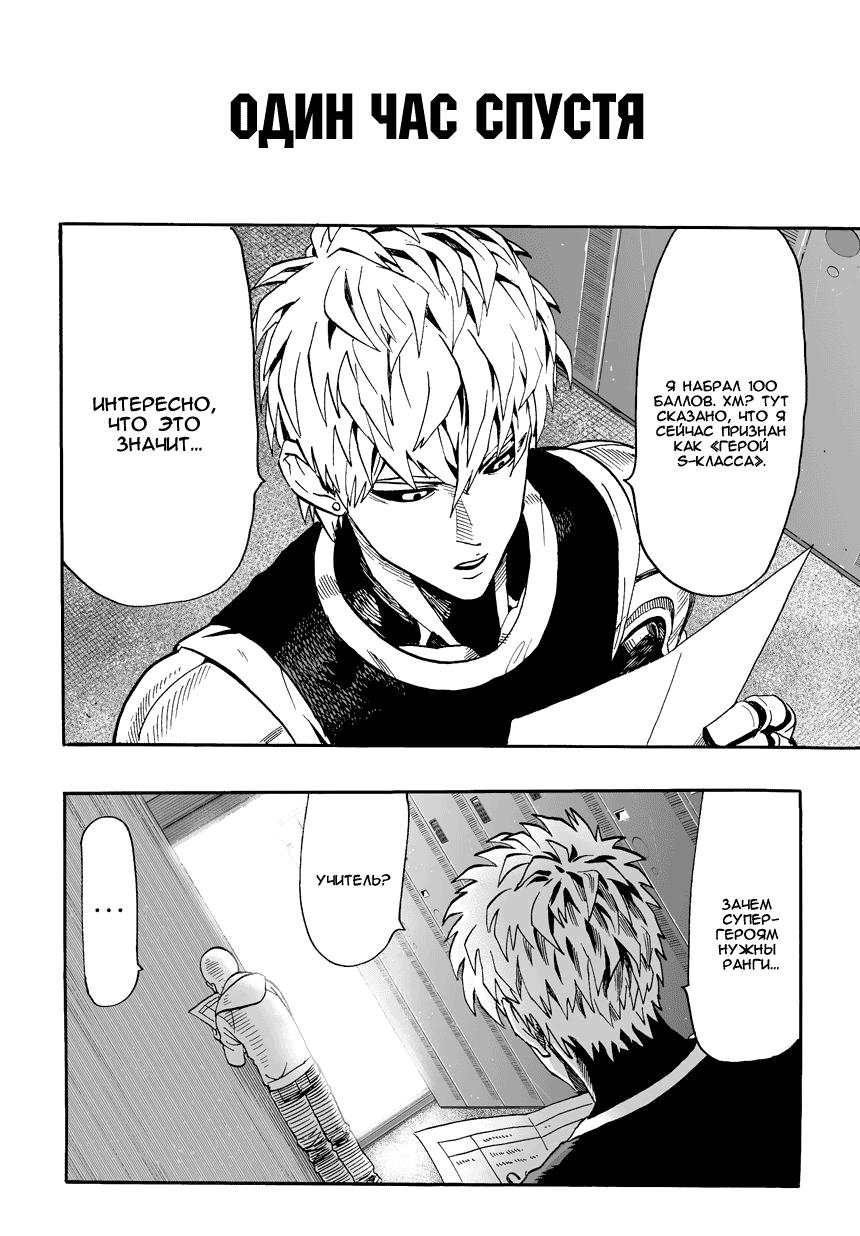 ОДИН ЧАС СПУСТЯ
Я НАБРАЛ 100
БАЛЛОВ. ХМ? ТУТ
СКАЗАНО, ЧТО Я
СЕЙЧАС ПРИЗНАН
КАК «ГЕРОЙ
S-КЛАССА».
ИНТЕРЕСНО,
ЧТО ЭТО
ЗНАЧИТ...
ЗАЧЕМ
СУПЕР-
ГЕРОЯМ
НУЖНЫ
РАНГИ...
УЧИТЕЛЬ?
...